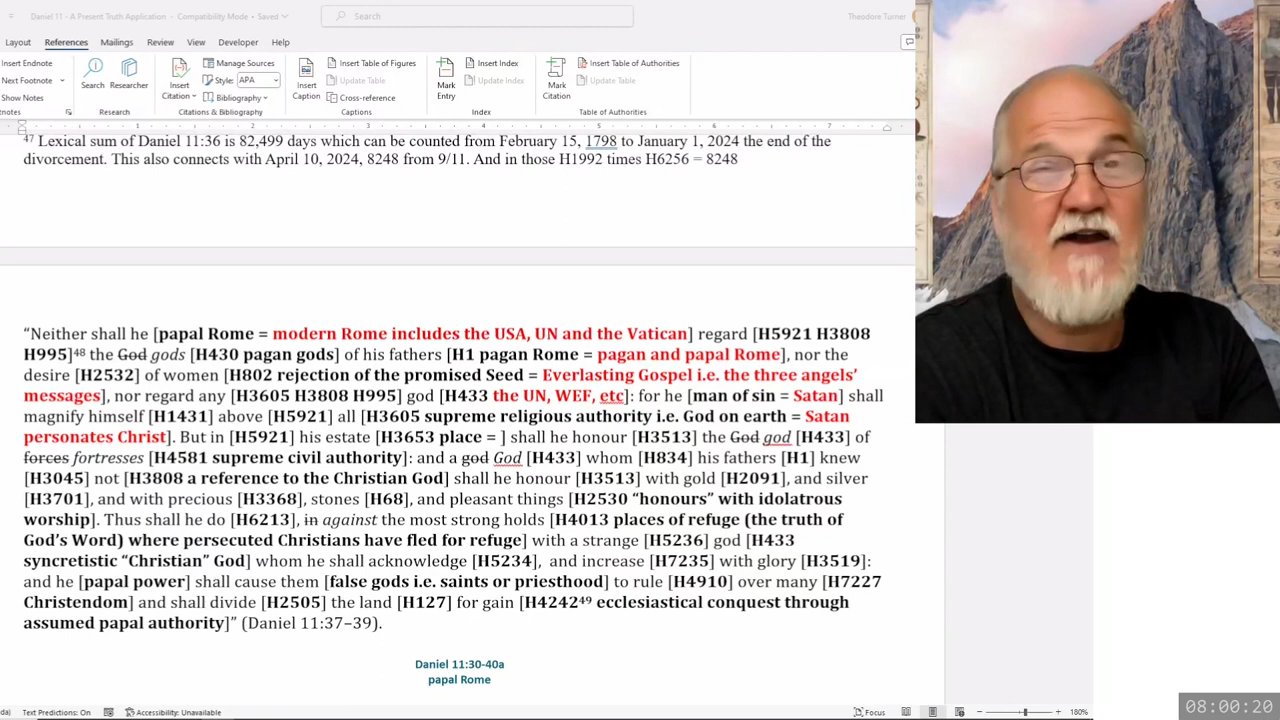 Daniel 11 - A Present Truth Application - Compatibility Mode • Saved
Search
Theodore Turner
Layout References Mailings Review View Developer Help
Insert Endnote
Next Footnote
Show Notes
notes
Search
Researcher
Research
Insert Citation
Manage Sources
Style: APA
Bibliography
Citations & Bibliography
Insert Caption
Insert Table of Figures
Update Table
Cross-reference
Captions
Mark Entry
Insert Index
Update Index
Index
Mark Citation
Insert Table of Authorities
Update Table
Table of Authorities
1 2 3 4 5 6 7
47 Lexical sum of Daniel 11:36 is 82,499 days which can be counted from February 15, 1798 to January 1, 2024 the end of the
divorcement. This also connects with April 10, 2024, 8248 from 9/11. And in those H1992 times H6256 = 8248
“Neither shall he [papal Rome = modern Rome includes the USA, UN and the Vatican] regard [H5921 H3808
H995]48 the God gods [H430 pagan gods] of his fathers [H1 pagan Rome = pagan and papal Rome], nor the
desire [H2532] of women [H802 rejection of the promised Seed = Everlasting Gospel i.e. the three angels’
messages], nor regard any [H3605 H3808 H995] god [H433 the UN, WEF, etc]: for he [man of sin = Satan] shall
magnify himself [H1431] above [H5921] all [H3605 supreme religious authority i.e. God on earth = Satan
personates Christ]. But in [H5921] his estate [H3653 place = ] shall he honour [H3513] the God god [H433] of
forces fortresses [H4581 supreme civil authority]: and a god God [H433] whom [H834] his fathers [H1] knew
[H3045] not [H3808 a reference to the Christian God] shall he honour [H3513] with gold [H2091], and silver
[H3701], and with precious [H3368], stones [H68], and pleasant things [H2530 “honours” with idolatrous
worship]. Thus shall he do [H6213], in against the most strong holds [H4013 places of refuge (the truth of
God’s Word) where persecuted Christians have fled for refuge] with a strange [H5236] god [H433
syncretistic “Christian” God] whom he shall acknowledge [H5234], and increase [H7235] with glory [H3519]:
and he [papal power] shall cause them [false gods i.e. saints or priesthood] to rule [H4910] over many [H7227
Christendom] and shall divide [H2505] the land [H127] for gain [H424249 ecclesiastical conquest through
assumed papal authority]” (Daniel 11:37–39).
Daniel 11:30-40a
papal Rome
da) Text Predictions: On Accessibility: Unavailable Focus 180%
08:00:20